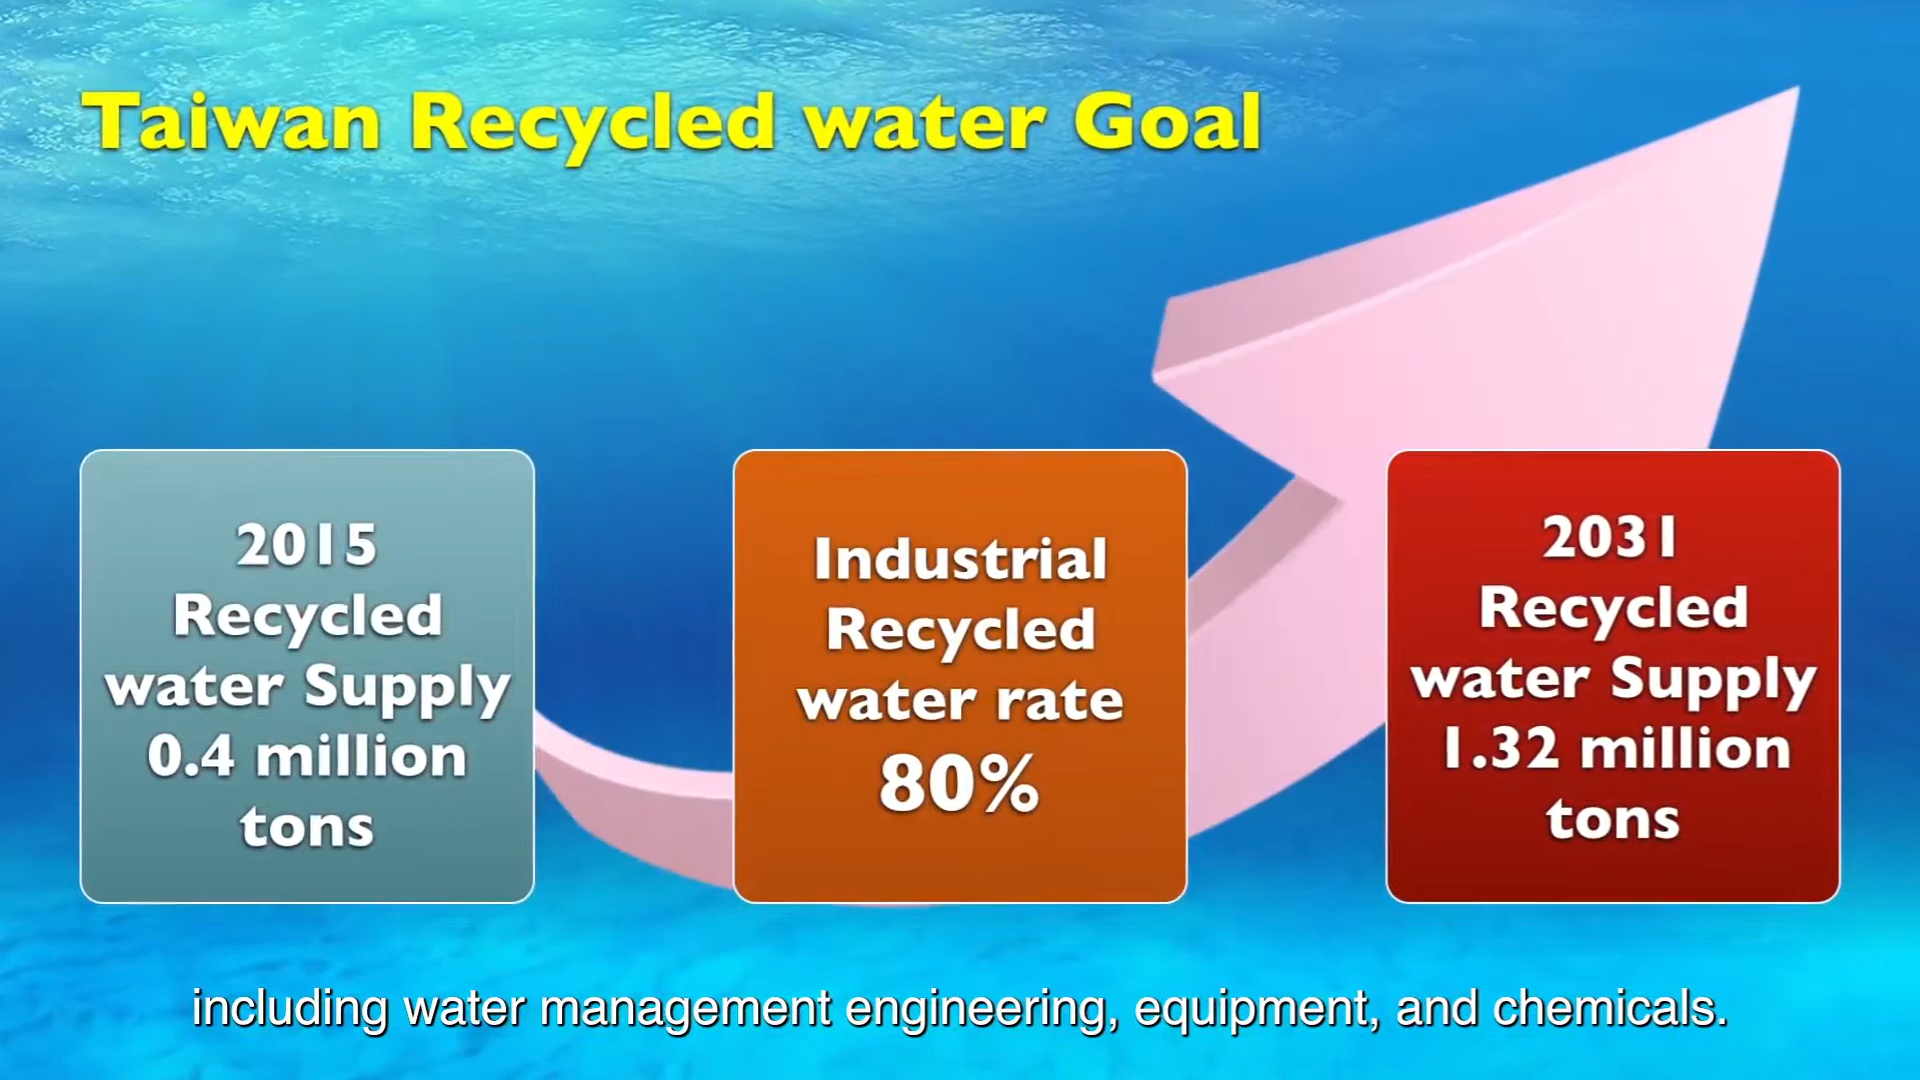 Taiwan Recycled water Goal
2015
Recycled
water Supply
0.4 million
tons
Industrial
Recycled
water rate
80%
2031
Recycled
water Supply
1.32 million
tons
including water management engineering, equipment, and chemicals.